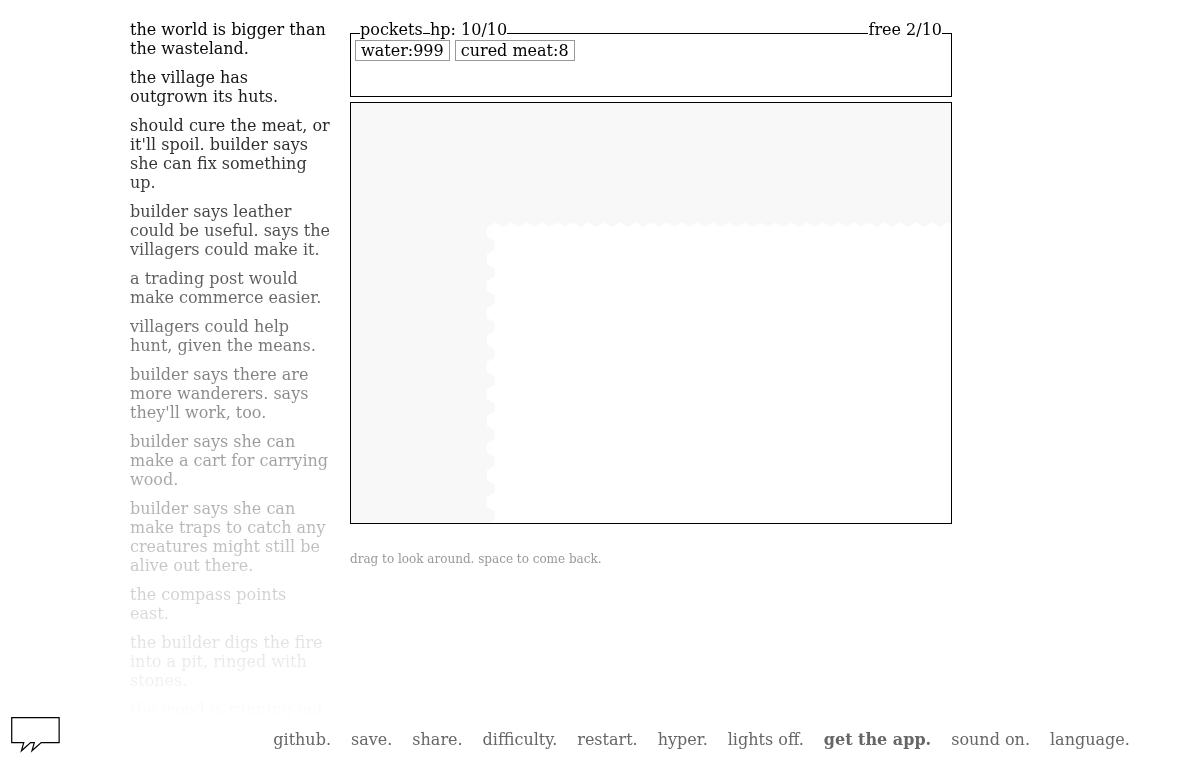 the world is bigger than
the wasteland.
the village has
outgrown its huts.
should cure the meat, or
it'll spoil. builder says
she can fix something
up.
builder says leather
could be useful. says the
villagers could make it.
a trading post would
make commerce easier.
villagers could help
hunt, given the means.
builder says there are
more wanderers. says
they'll work, too.
builder says she can
make a cart for carrying
wood.
builder says she can
make traps to catch any
creatures might still be
alive out there.
the compass points
east.
the builder digs the fire
into a pit, ringed with
stones.
pockets hp: 10/10 free 2/10
water:999 cured meat:8
drag to look around. space to come back.
github. save. share. difficulty. restart. hyper. lights off. get the app. sound on. language.